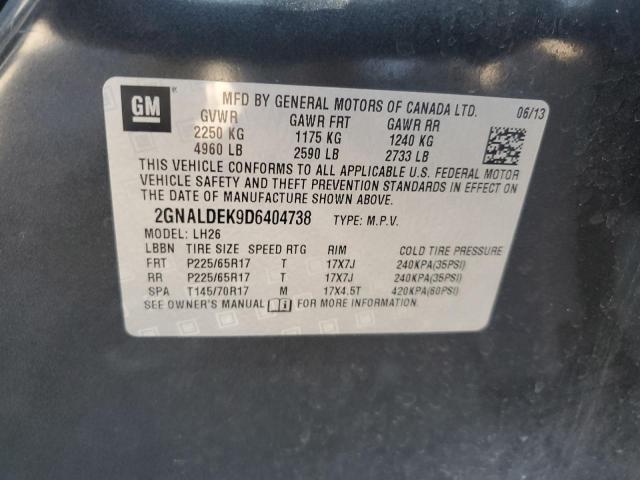 GM
MFD BY GENERAL MOTORS OF CANADA LTD. 06/13
GVWR GAWR FRT GAWR RR
2250 KG 1175 KG 1240 KG
4960 LB 2590 LB 2733 LB
THIS VEHICLE CONFORMS TO ALL APPLICABLE U.S. FEDERAL MOTOR
VEHICLE SAFETY AND THEFT PREVENTION STANDARDS IN EFFECT ON
THE DATE OF MANUFACTURE SHOWN ABOVE.
2GNALDEK9D6404738 TYPE: M.P.V.
MODEL: LH26
LBBN TIRE SIZE SPEED RTG RIM COLD TIRE PRESSURE
FRT P225/65R17 T 17X7J 240KPA(35PSI)
RR P225/65R17 T 17X7J 240KPA(35PSI)
SPA T145/70R17 M 17X4.5T 420KPA(60PSI)
SEE OWNER'S MANUAL FOR MORE INFORMATION.